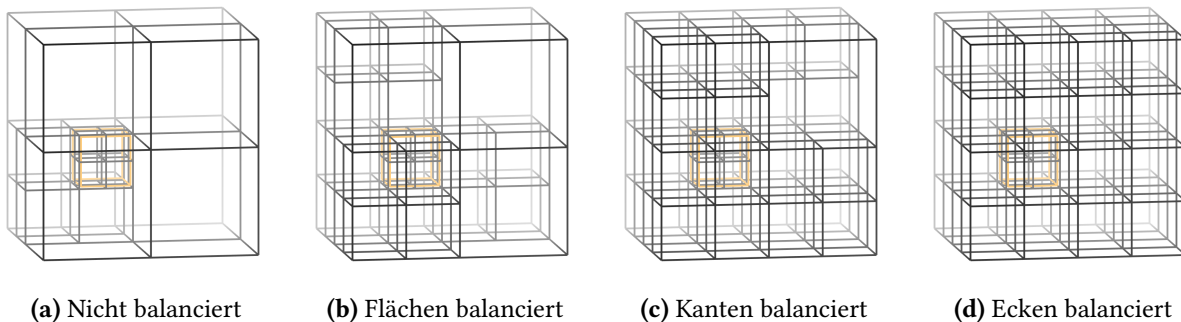 (a) Nicht balanciert
(b) Flächen balanciert
(c) Kanten balanciert
(d) Ecken balanciert